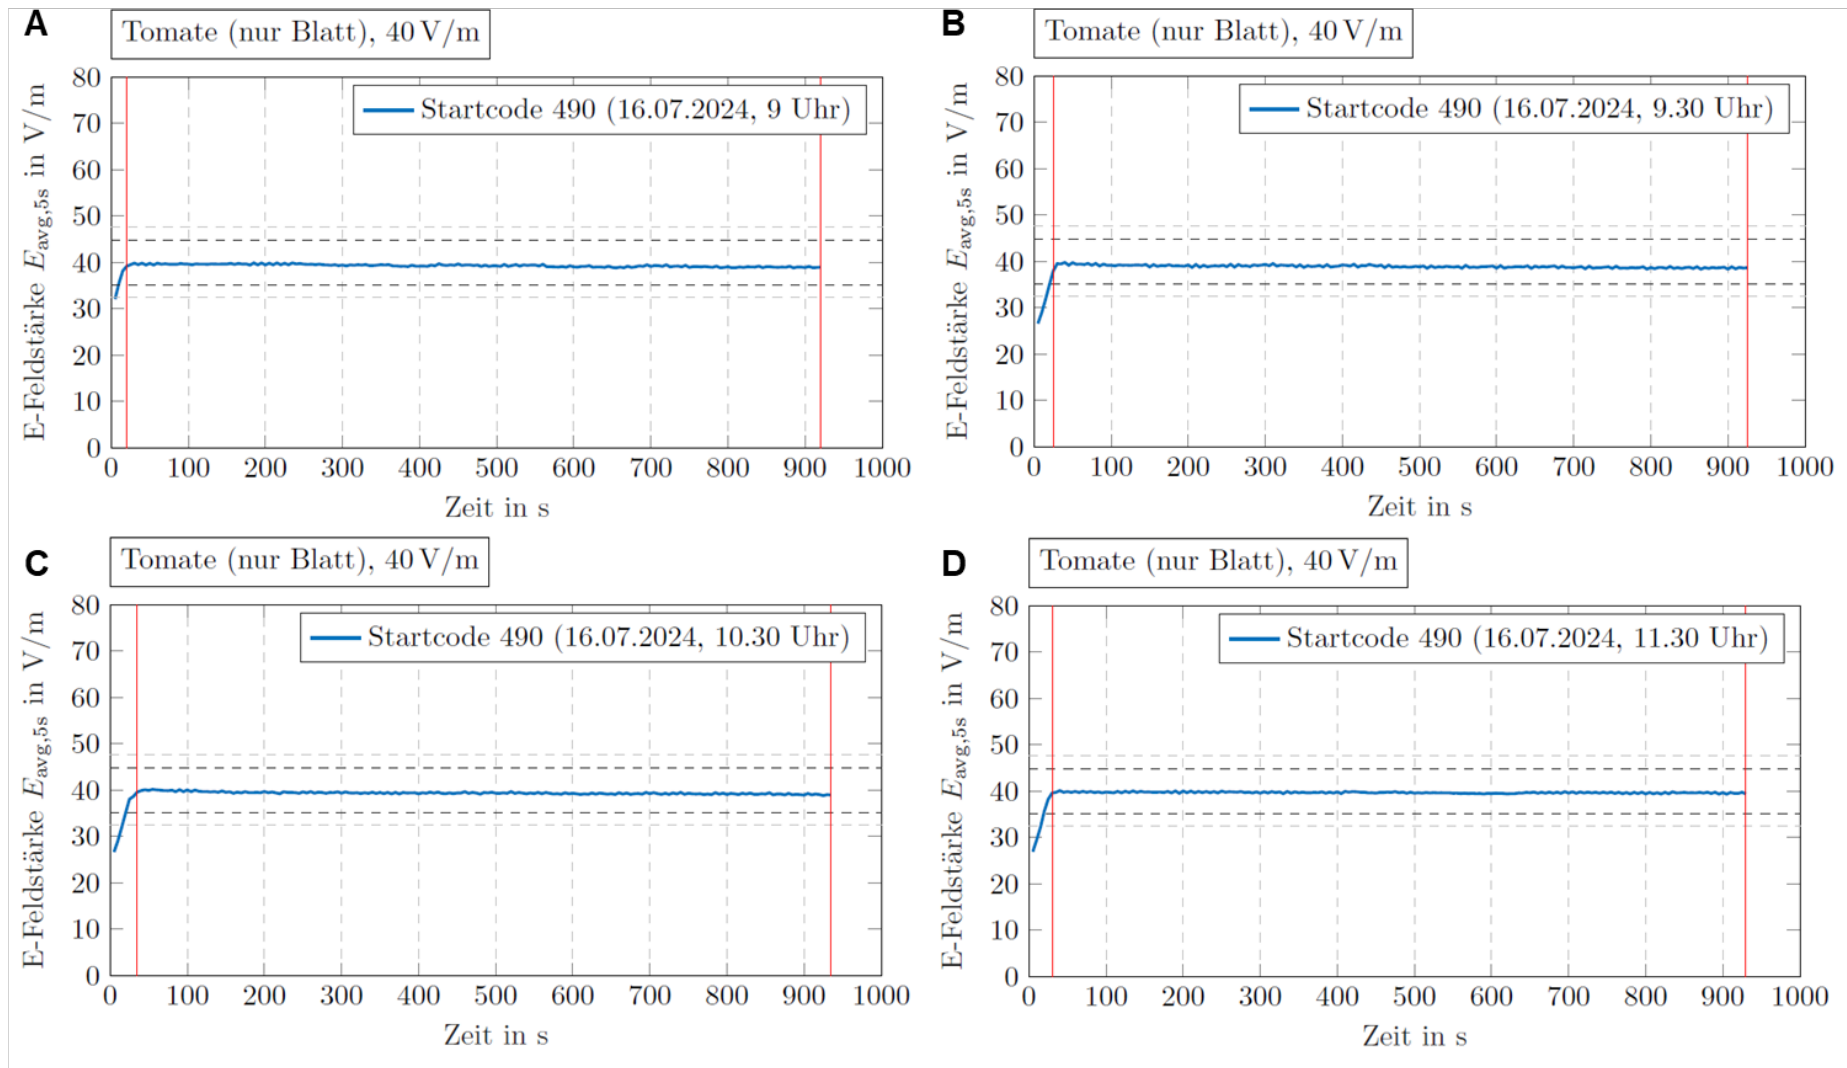 A
Tomate (nur Blatt), 40 V/m
E-Feldstärke Eavg,5s in V/m
80
70
60
50
40
30
20
10
0
Startcode 490 (16.07.2024, 9 Uhr)
0 100 200 300 400 500 600 700 800 900 1000
Zeit in s
B
Tomate (nur Blatt), 40 V/m
E-Feldstärke Eavg,5s in V/m
80
70
60
50
40
30
20
10
0
Startcode 490 (16.07.2024, 9.30 Uhr)
0 100 200 300 400 500 600 700 800 900 1000
Zeit in s
C
Tomate (nur Blatt), 40 V/m
E-Feldstärke Eavg,5s in V/m
80
70
60
50
40
30
20
10
0
Startcode 490 (16.07.2024, 10.30 Uhr)
0 100 200 300 400 500 600 700 800 900 1000
Zeit in s
D
Tomate (nur Blatt), 40 V/m
E-Feldstärke Eavg,5s in V/m
80
70
60
50
40
30
20
10
0
Startcode 490 (16.07.2024, 11.30 Uhr)
0 100 200 300 400 500 600 700 800 900 1000
Zeit in s